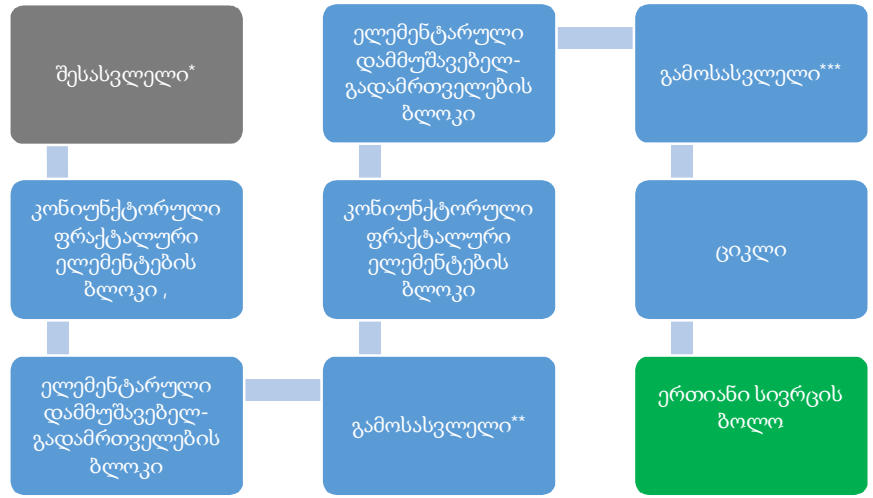 შესასვლელი*
კონიუნქტორული
ფრაქტალური
ელემენტების
ბლოკი ,
ელემენტარული
დამმუშავებელ-
გადამრთველების
ბლოკი
გამოსასვლელი**
კონიუნქტორული
ფრაქტალური
ელემენტების
ბლოკი
ელემენტარული
დამმუშავებელ-
გადამრთველების
ბლოკი
გამოსასვლელი***
ციკლი
ერთიანი სივრცის
ბოლო